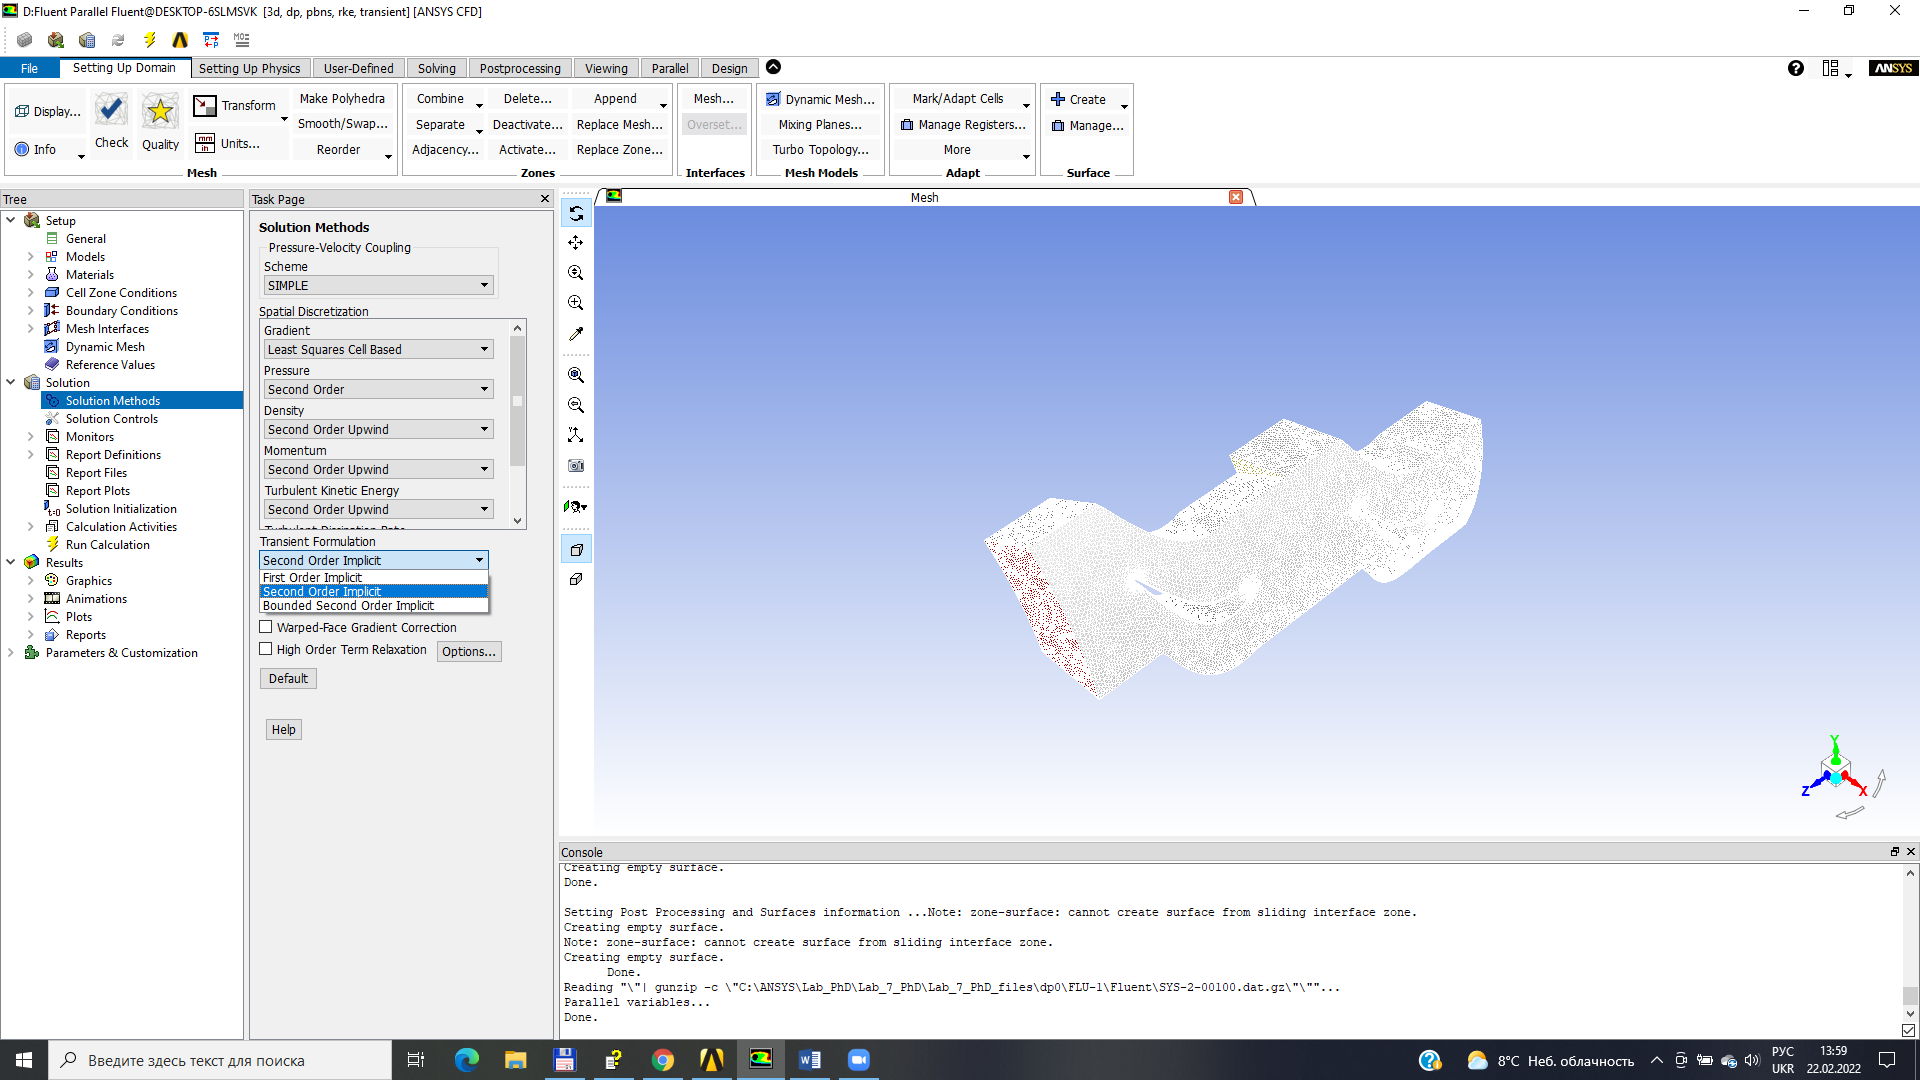 D:Fluent Parallel Fluent@DESKTOP-6SLMSVK [3d, dp, pbns, rke, transient] [ANSYS CFD]
File Setting Up Domain Setting Up Physics User-Defined Solving Postprocessing Viewing Parallel Design
ANSYS
Display... Check Quality Transform Make Polyhedra
Info Units... Smooth/Swap...
Reorder
Mesh
Combine Delete... Append
Separate Deactivate... Replace Mesh...
Adjacency... Activate... Replace Zone...
Zones
Mesh...
Overset...
Interfaces
Dynamic Mesh...
Mixing Planes...
Turbo Topology...
Mesh Models
Mark/Adapt Cells
Manage Registers...
More
Adapt
Create
Manage...
Surface
Tree
Setup
General
Models
Materials
Cell Zone Conditions
Boundary Conditions
Mesh Interfaces
Dynamic Mesh
Reference Values
Solution
Solution Methods
Solution Controls
Monitors
Report Definitions
Report Files
Report Plots
Solution Initialization
Calculation Activities
Run Calculation
Results
Graphics
Animations
Plots
Reports
Parameters & Customization
Task Page
Solution Methods
Pressure-Velocity Coupling
Scheme
SIMPLE
Spatial Discretization
Gradient
Least Squares Cell Based
Pressure
Second Order
Density
Second Order Upwind
Momentum
Second Order Upwind
Turbulent Kinetic Energy
Second Order Upwind
Turbulent Dissipation Rate
Transient Formulation
Second Order Implicit
First Order Implicit
Second Order Implicit
Bounded Second Order Implicit
Warped-Face Gradient Correction
High Order Term Relaxation Options...
Default
Help
Mesh
Y
Z X
Console
Creating empty surface.
Done.
Setting Post Processing and Surfaces information ...Note: zone-surface: cannot create surface from sliding interface zone.
Creating empty surface.
Note: zone-surface: cannot create surface from sliding interface zone.
Creating empty surface.
Done.
Reading "\"| gunzip -c \"C:\ANSYS\Lab_PhD\Lab_7_PhD\Lab_7_PhD_files\dp0\FLU-1\Fluent\SYS-2-00100.dat.gz\"\""...
Parallel variables...
Done.
Введите здесь текст для поиска
8°C Неб. облачность
РУС
UKR
13:59
22.02.2022